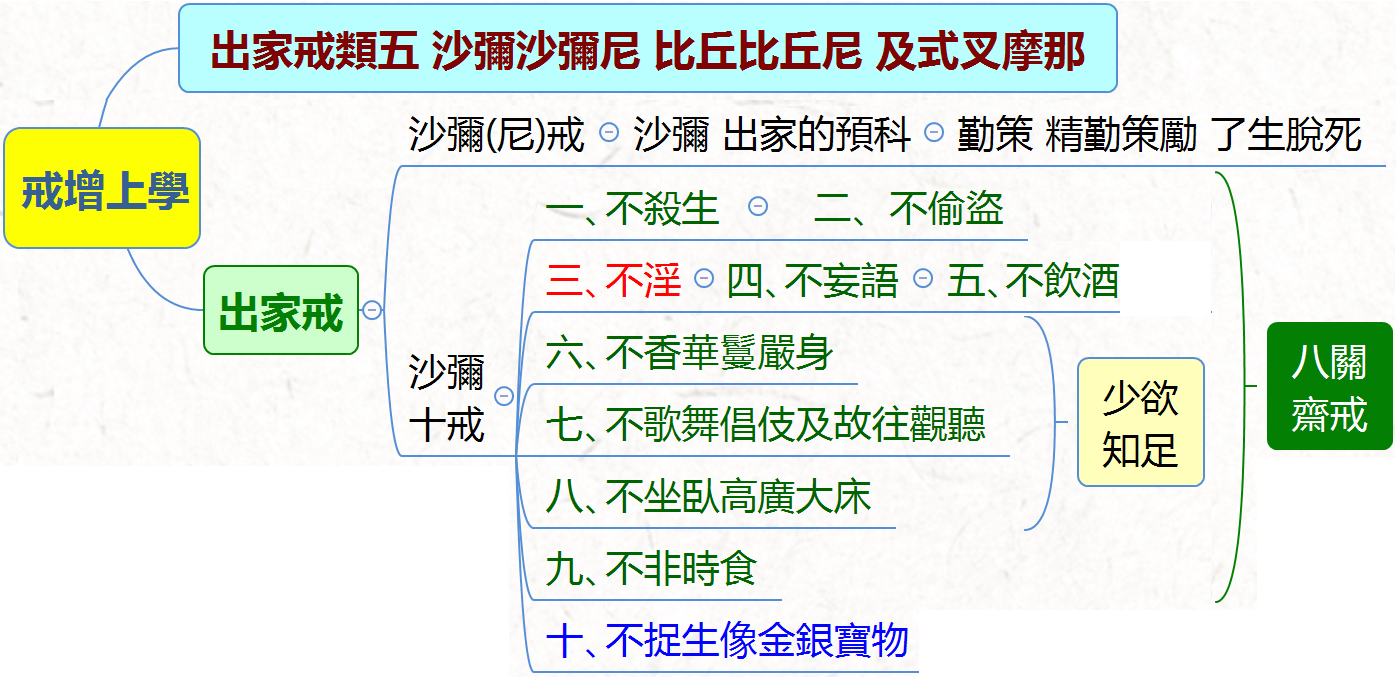 出家戒類五 沙彌沙彌尼 比丘比丘尼 及式叉摩那
戒增上學
出家戒
沙彌(尼)戒 沙彌 出家的預科 勤策 精勤策勵 了生脫死
沙彌
十戒
一、不殺生 二、不偷盜
三、不淫 四、不妄語 五、不飲酒
六、不香華鬘嚴身
七、不歌舞倡伎及故往觀聽
八、不坐臥高廣大床
九、不非時食
十、不捉生像金銀寶物
少欲
知足
八關
齋戒